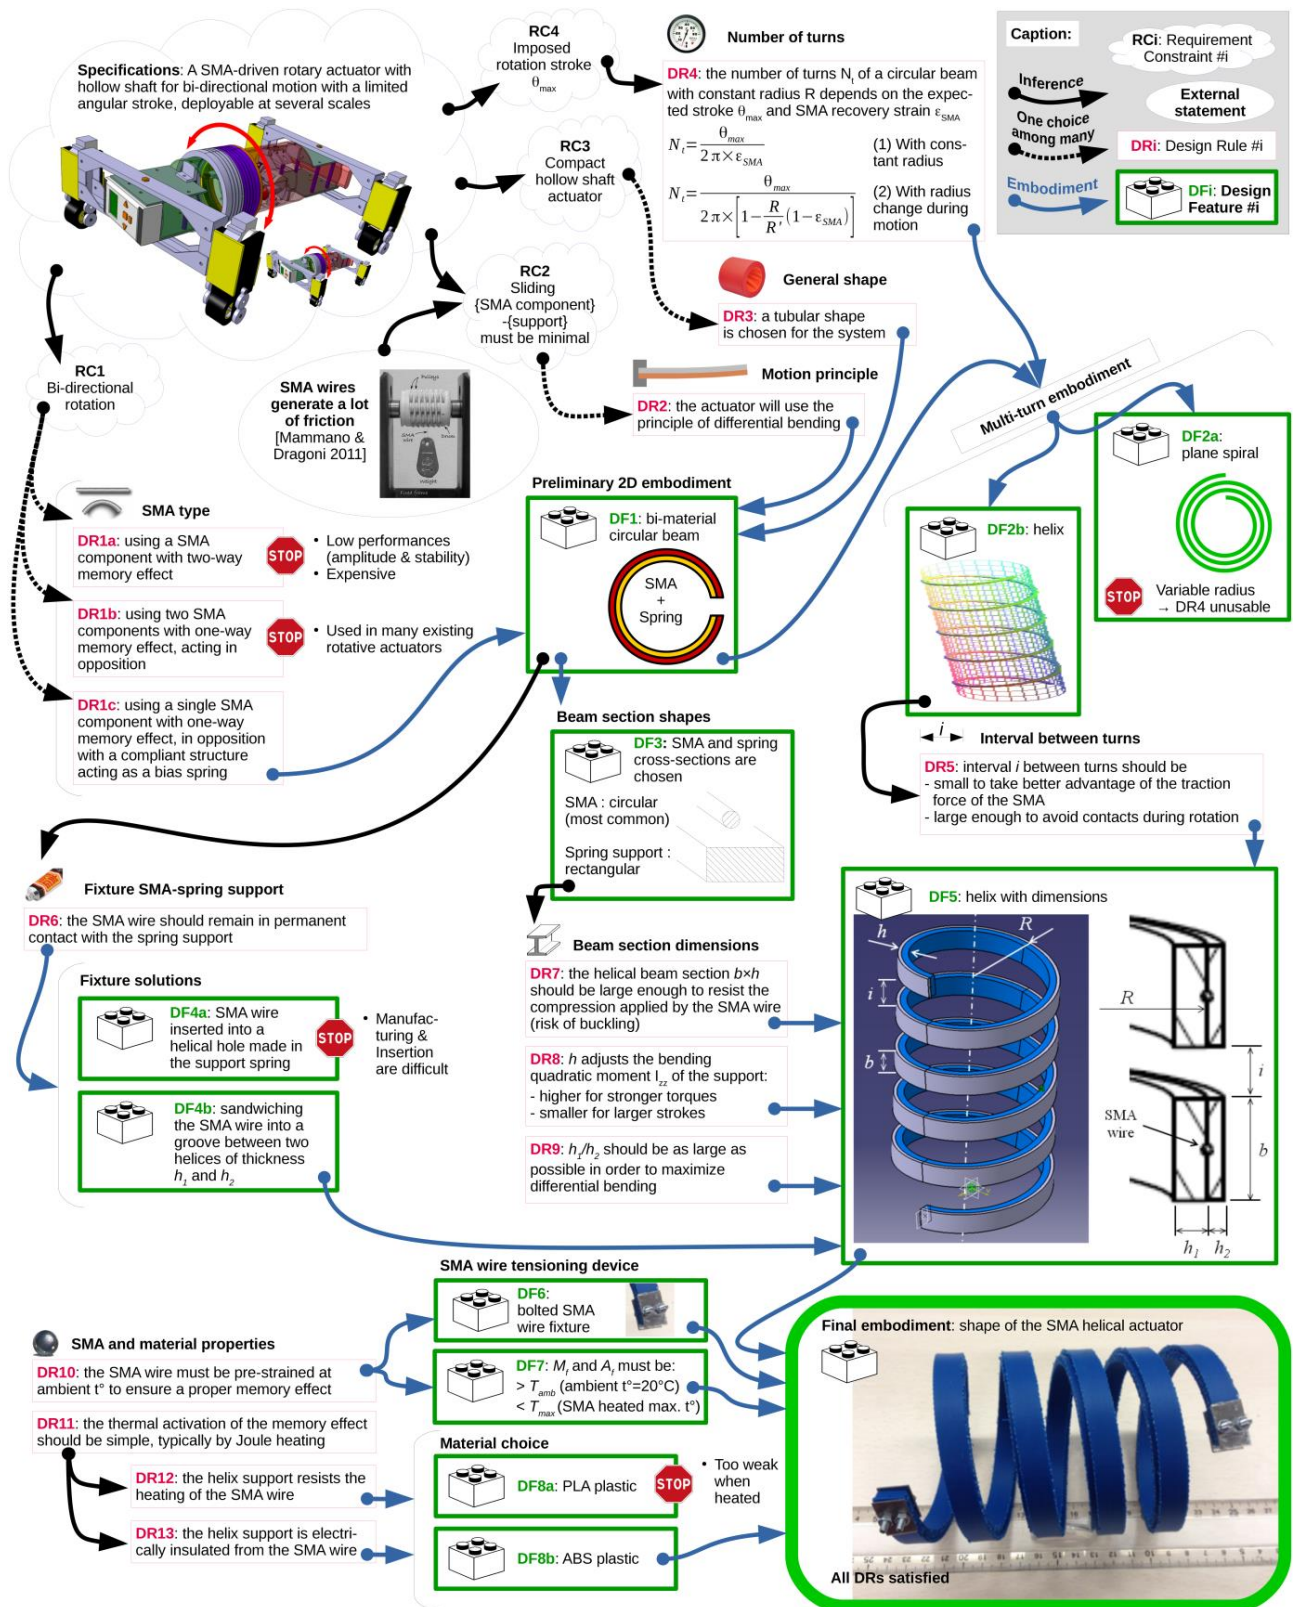 Specifications: A SMA-driven rotary actuator with
hollow shaft for bi-directional motion with a limited
angular stroke, deployable at several scales
RC4
Imposed
rotation stroke
θmax
RC3
Compact
hollow shaft
actuator
RC2
Sliding
{SMA component}
-{support}
must be minimal
RC1
Bi-directional
rotation
SMA wires
generate a lot
of friction
[Mammano &
Dragoni 2011]
Pulleys
SMA
wire
Weight
Number of turns
DR4: the number of turns Nt of a circular beam
with constant radius R depends on the expec-
ted stroke θmax and SMA recovery strain εSMA
Nt = θmax / 2π×εSMA
(1) With cons-
tant radius
Nt = θmax / 2π×[1−R/R'(1−εSMA)]
(2) With radius
change during
motion
Caption:
RCi: Requirement
Constraint #i
Inference
External
statement
One choice
among many
DRi: Design Rule #i
Embodiment
DFi: Design
Feature #i
General shape
DR3: a tubular shape
is chosen for the system
Motion principle
DR2: the actuator will use the
principle of differential bending
Multi-turn embodiment
DF2a:
plane spiral
STOP
Variable radius
→ DR4 unusable
DF2b: helix
SMA type
DR1a: using a SMA
component with two-way
memory effect
STOP
• Low performances
(amplitude & stability)
• Expensive
DR1b: using two SMA
components with one-way
memory effect, acting in
opposition
STOP
• Used in many existing
rotative actuators
DR1c: using a single SMA
component with one-way
memory effect, in opposition
with a compliant structure
acting as a bias spring
Preliminary 2D embodiment
DF1: bi-material
circular beam
SMA
+
Spring
Beam section shapes
DF3: SMA and spring
cross-sections are
chosen
SMA : circular
(most common)
Spring support :
rectangular
i
Interval between turns
DR5: interval i between turns should be
- small to take better advantage of the traction
force of the SMA
- large enough to avoid contacts during rotation
Fixture SMA-spring support
DR6: the SMA wire should remain in permanent
contact with the spring support
Fixture solutions
DF4a: SMA wire
inserted into a
helical hole made in
the support spring
STOP
• Manufac-
turing &
Insertion
are difficult
DF4b: sandwiching
the SMA wire into a
groove between two
helices of thickness
h1 and h2
Beam section dimensions
DR7: the helical beam section b×h
should be large enough to resist the
compression applied by the SMA wire
(risk of buckling)
DR8: h adjusts the bending
quadratic moment Izz of the support:
- higher for stronger torques
- smaller for larger strokes
DR9: h1/h2 should be as large as
possible in order to maximize
differential bending
DF5: helix with dimensions
h
R
i
b
R
i
SMA
wire
b
h1
h2
SMA wire tensioning device
DF6:
bolted SMA
wire fixture
DF7: Mf and Af must be:
> Tamb (ambient t°=20°C)
< Tmax (SMA heated max. t°)
SMA and material properties
DR10: the SMA wire must be pre-strained at
ambient t° to ensure a proper memory effect
DR11: the thermal activation of the memory effect
should be simple, typically by Joule heating
DR12: the helix support resists the
heating of the SMA wire
DR13: the helix support is electri-
cally insulated from the SMA wire
Material choice
DF8a: PLA plastic
STOP
• Too weak
when
heated
DF8b: ABS plastic
Final embodiment: shape of the SMA helical actuator
All DRs satisfied